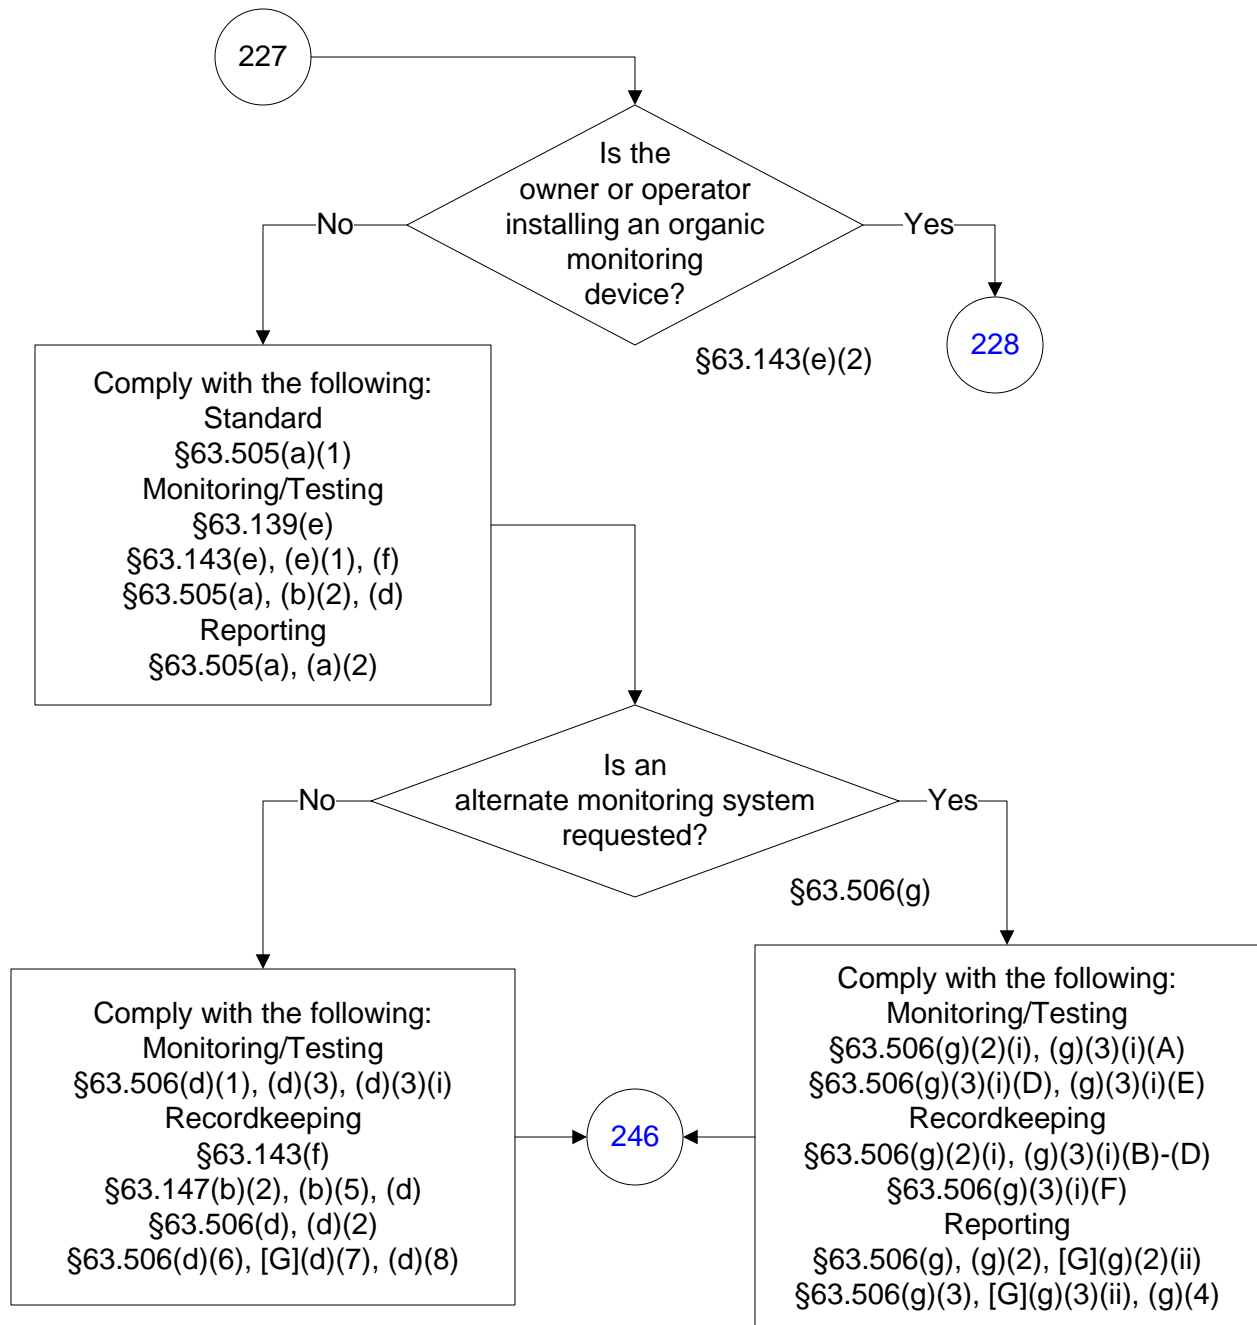 227
Is the
owner or operator
installing an organic
monitoring
device?
No
Yes
§63.143(e)(2)
228
Comply with the following:
Standard
§63.505(a)(1)
Monitoring/Testing
§63.139(e)
§63.143(e), (e)(1), (f)
§63.505(a), (b)(2), (d)
Reporting
§63.505(a), (a)(2)
Is an
alternate monitoring system
requested?
No
Yes
§63.506(g)
Comply with the following:
Monitoring/Testing
§63.506(d)(1), (d)(3), (d)(3)(i)
Recordkeeping
§63.143(f)
§63.147(b)(2), (b)(5), (d)
§63.506(d), (d)(2)
§63.506(d)(6), [G](d)(7), (d)(8)
246
Comply with the following:
Monitoring/Testing
§63.506(g)(2)(i), (g)(3)(i)(A)
§63.506(g)(3)(i)(D), (g)(3)(i)(E)
Recordkeeping
§63.506(g)(2)(i), (g)(3)(i)(B)-(D)
§63.506(g)(3)(i)(F)
Reporting
§63.506(g), (g)(2), [G](g)(2)(ii)
§63.506(g)(3), [G](g)(3)(ii), (g)(4)